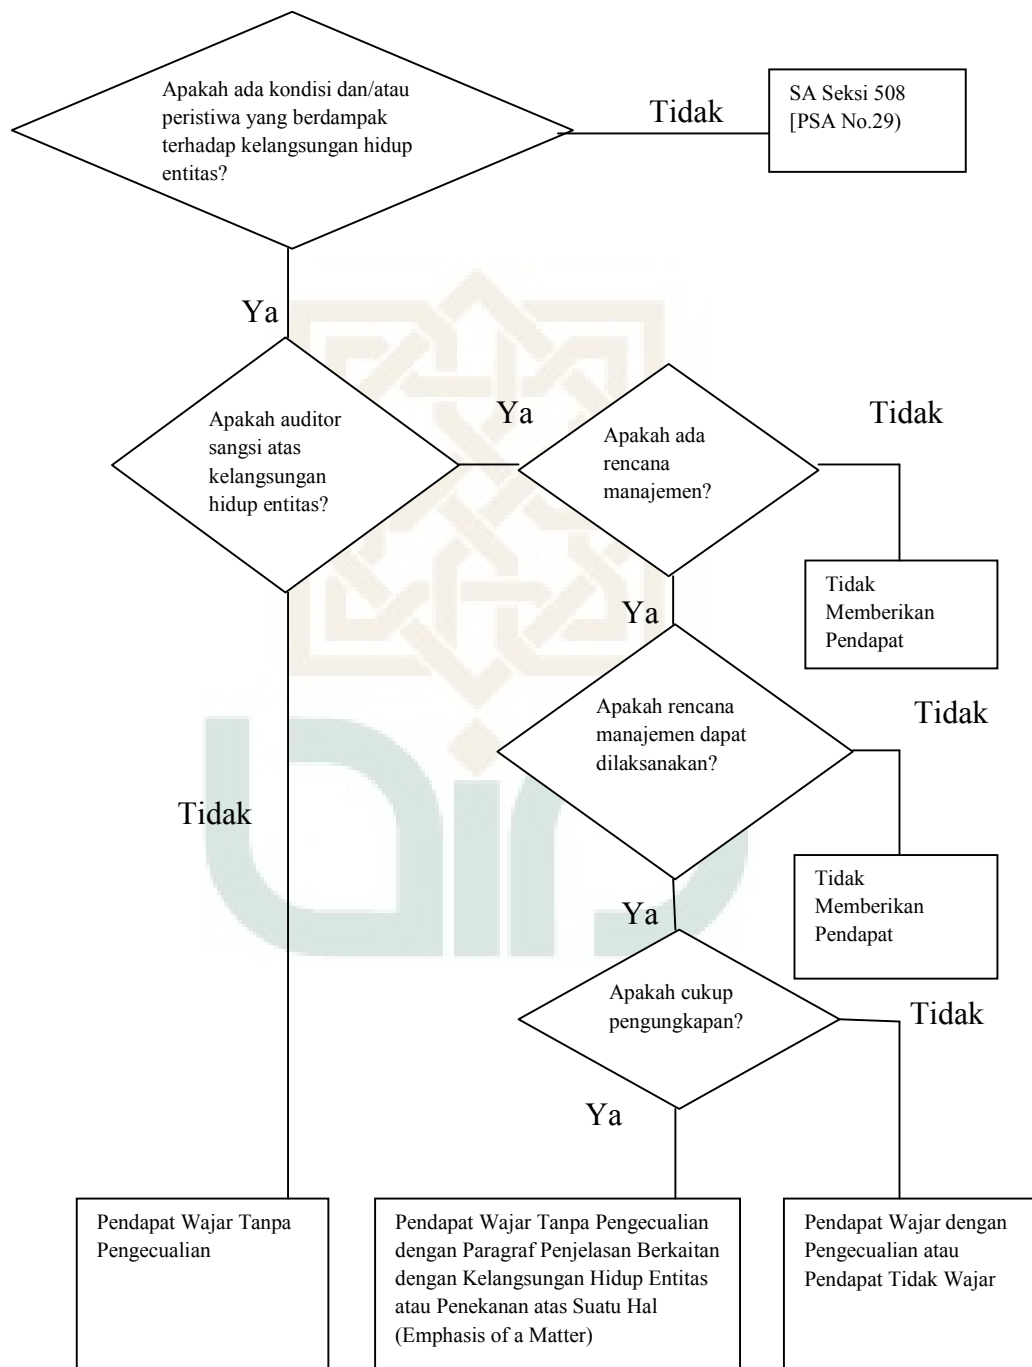 Apakah ada kondisi dan/atau
peristiwa yang berdampak
terhadap kelangsungan hidup
entitas?
Tidak
SA Seksi 508
[PSA No.29)
Ya
Apakah auditor
sangsi atas
kelangsungan
hidup entitas?
Ya
Apakah ada
rencana
manajemen?
Tidak
Tidak
Memberikan
Pendapat
Ya
Apakah rencana
manajemen dapat
dilaksanakan?
Tidak
Tidak
Memberikan
Pendapat
Tidak
Ya
Apakah cukup
pengungkapan?
Tidak
Ya
Pendapat Wajar Tanpa
Pengecualian
Pendapat Wajar Tanpa Pengecualian
dengan Paragraf Penjelasan Berkaitan
dengan Kelangsungan Hidup Entitas
atau Penekanan atas Suatu Hal
(Emphasis of a Matter)
Pendapat Wajar dengan
Pengecualian atau
Pendapat Tidak Wajar